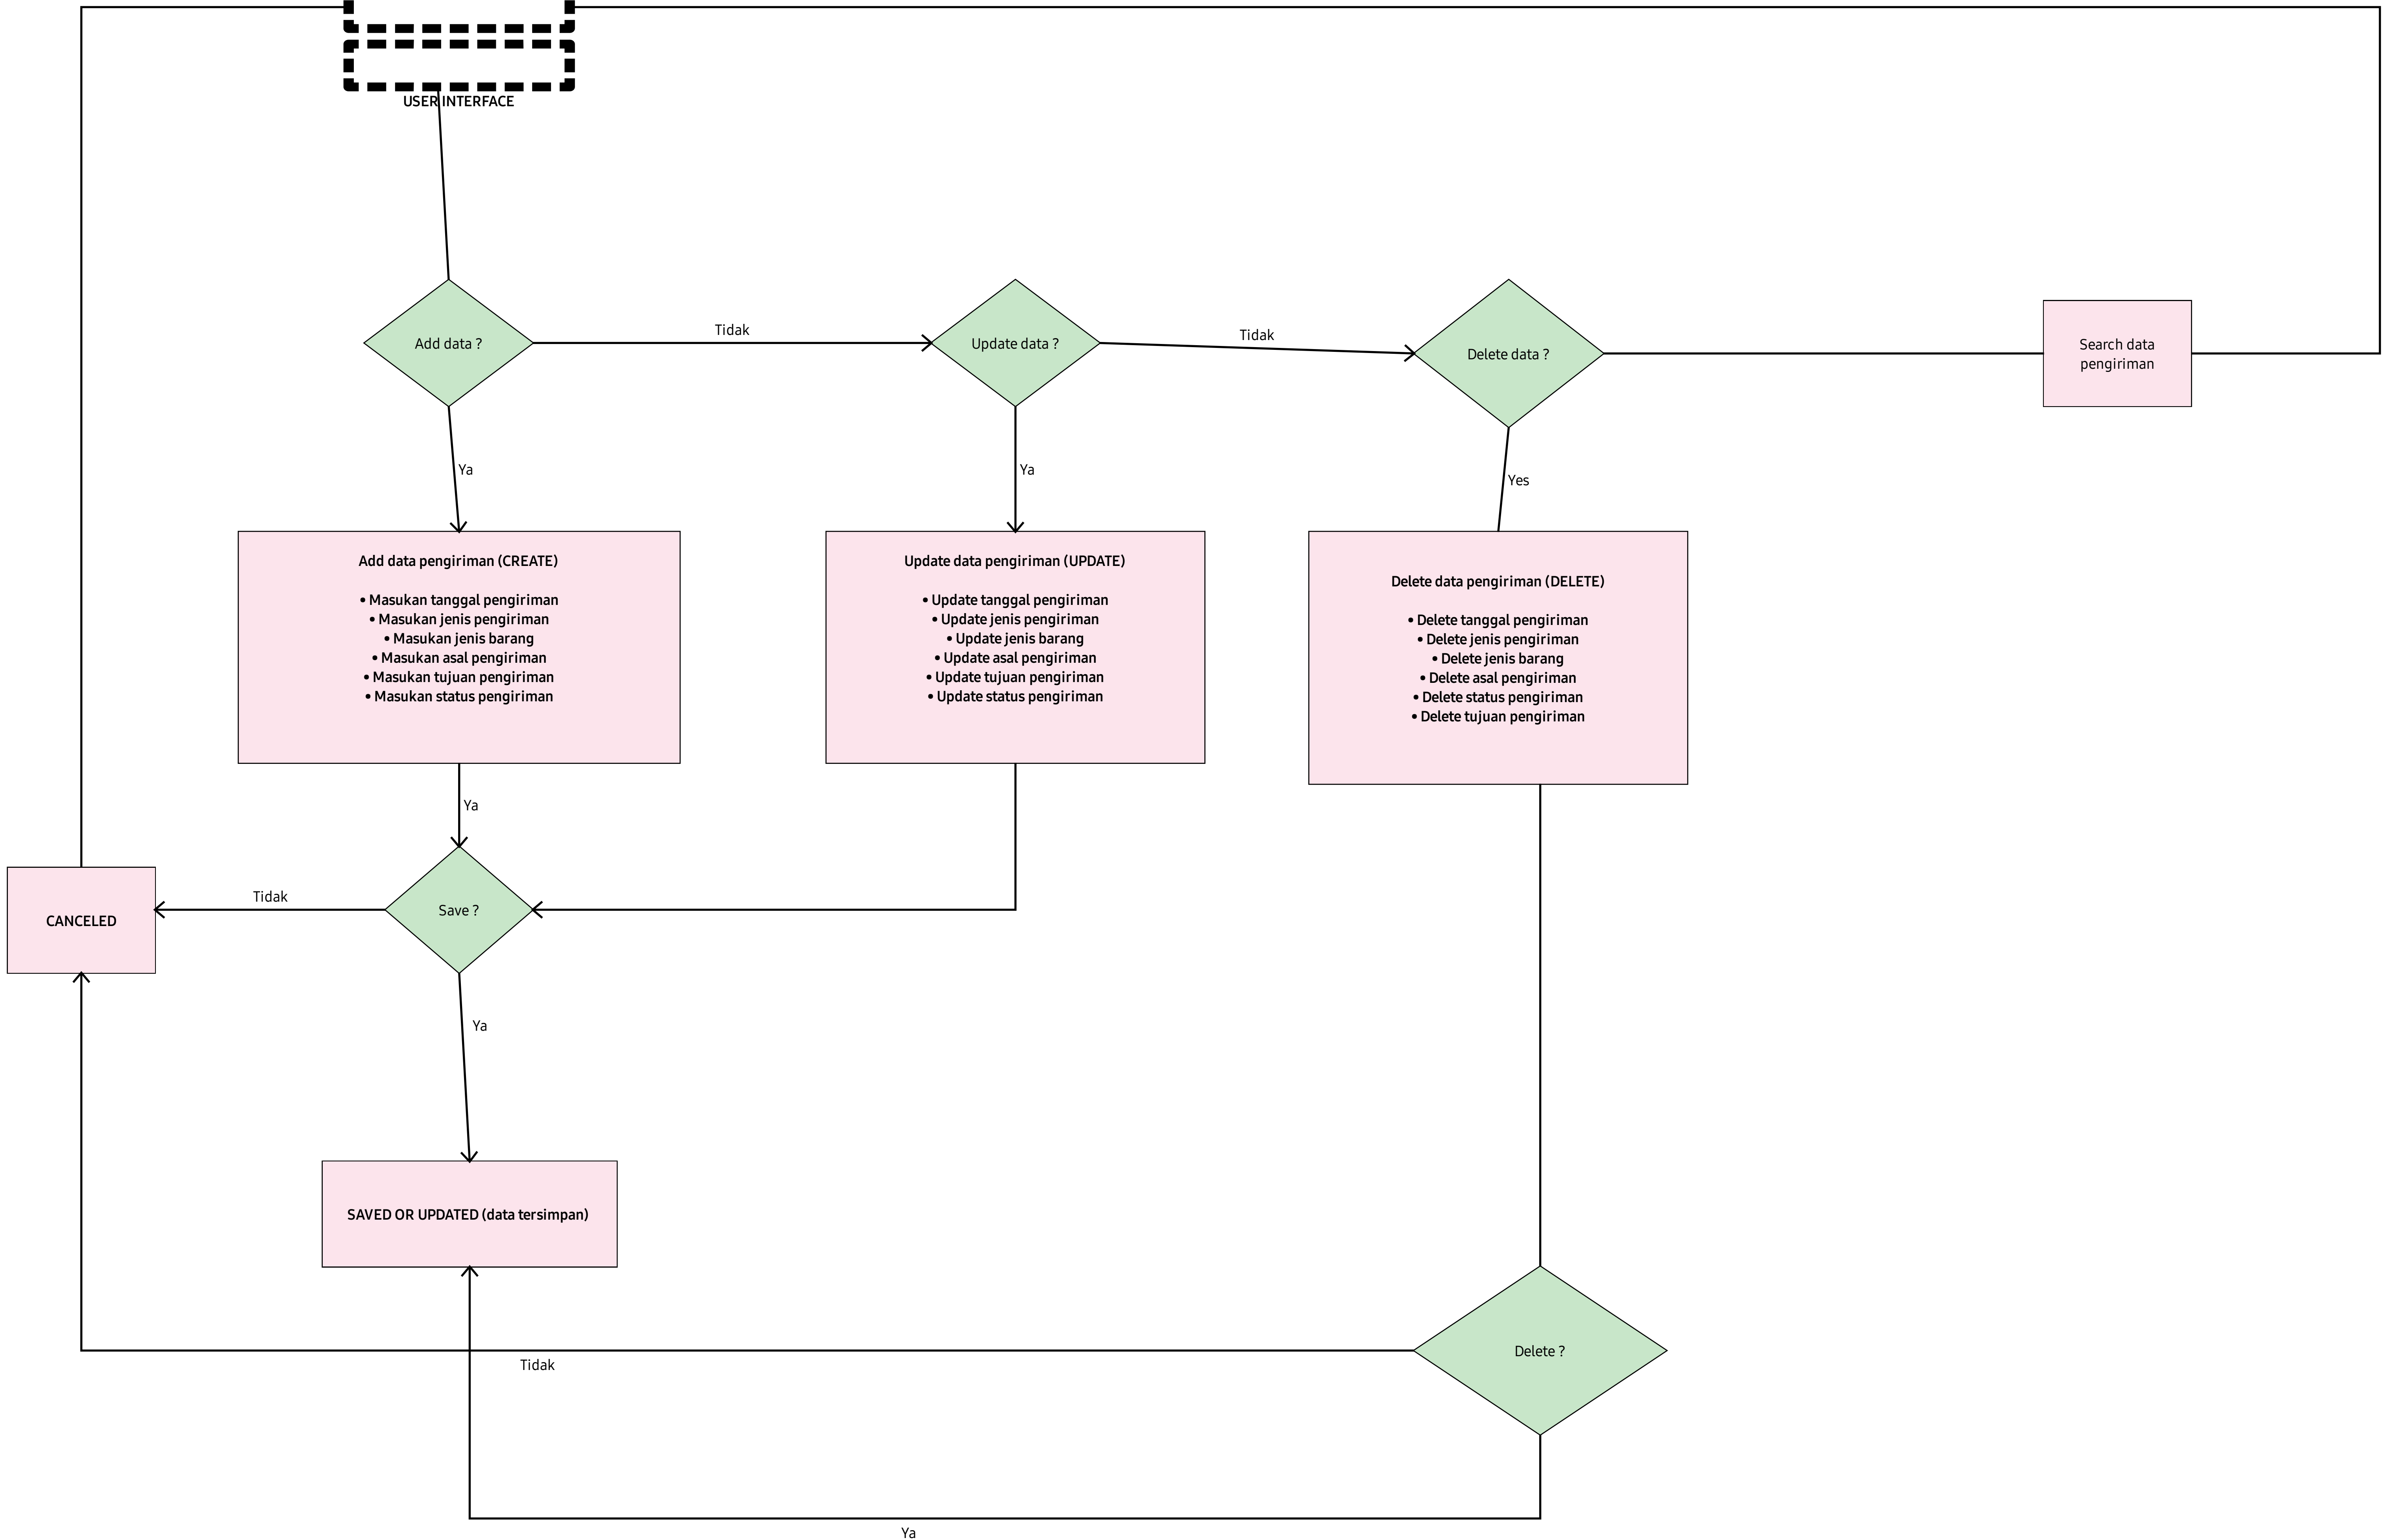 USER INTERFACE
Add data ?
Tidak
Update data ?
Tidak
Delete data ?
Search data
pengiriman
Ya
Ya
Yes
Add data pengiriman (CREATE)
• Masukan tanggal pengiriman
• Masukan jenis pengiriman
• Masukan jenis barang
• Masukan asal pengiriman
• Masukan tujuan pengiriman
• Masukan status pengiriman
Update data pengiriman (UPDATE)
• Update tanggal pengiriman
• Update jenis pengiriman
• Update jenis barang
• Update asal pengiriman
• Update tujuan pengiriman
• Update status pengiriman
Delete data pengiriman (DELETE)
• Delete tanggal pengiriman
• Delete jenis pengiriman
• Delete jenis barang
• Delete asal pengiriman
• Delete status pengiriman
• Delete tujuan pengiriman
Ya
CANCELED
Tidak
Save ?
Ya
SAVED OR UPDATED (data tersimpan)
Tidak
Delete ?
Ya